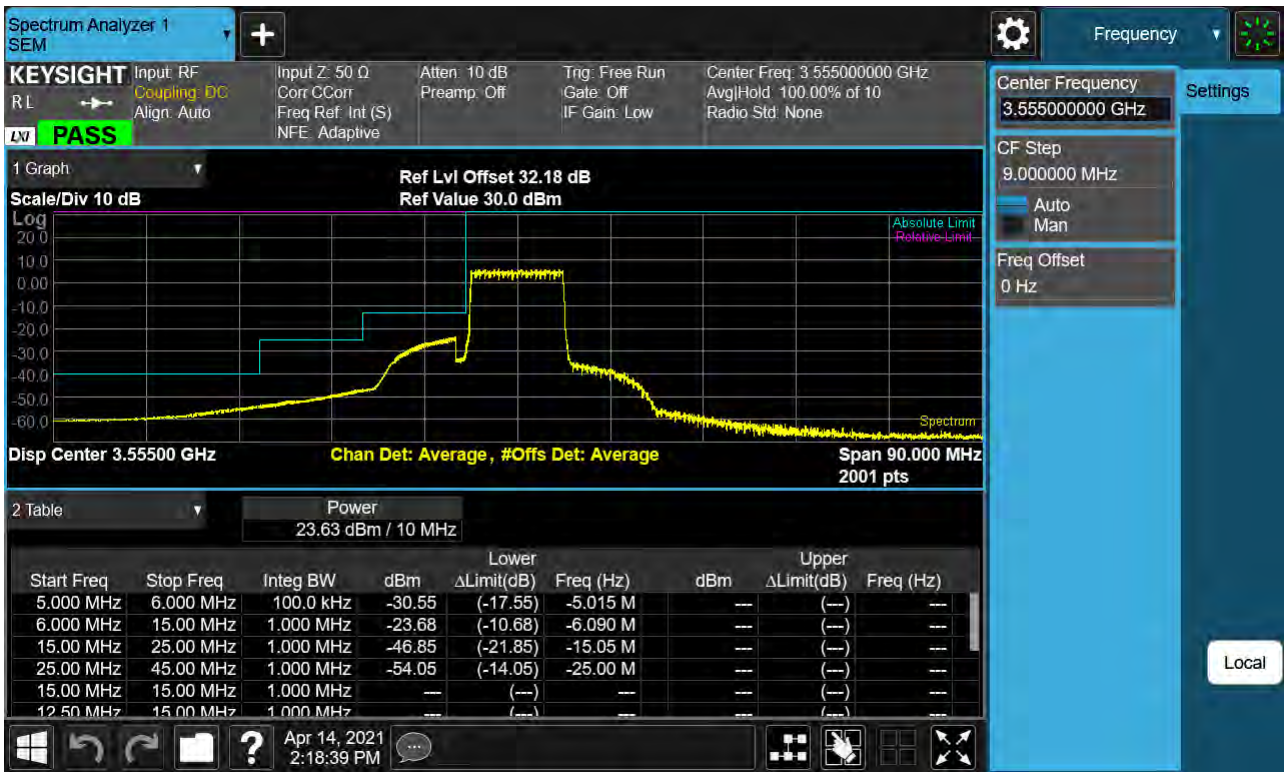 Spectrum Analyzer 1
SEM
+
Frequency
KEYSIGHT
R L
LXI PASS
Input: RF
Coupling: DC
Align: Auto
Input Z: 50 Ω
Corr CCorr
Freq Ref: Int (S)
NFE: Adaptive
Atten: 10 dB
Preamp: Off
Trig: Free Run
Gate: Off
IF Gain: Low
Center Freq: 3.555000000 GHz
Avg|Hold: 100.00% of 10
Radio Std: None
Center Frequency
3.555000000 GHz
Settings
CF Step
9.000000 MHz
Auto
Man
Freq Offset
0 Hz
1 Graph
Scale/Div 10 dB
Ref Lvl Offset 32.18 dB
Ref Value 30.0 dBm
Log
20.0
10.0
0.00
-10.0
-20.0
-30.0
-40.0
-50.0
-60.0
Absolute Limit
Relative Limit
Spectrum
Disp Center 3.55500 GHz
Chan Det: Average, #Offs Det: Average
Span 90.000 MHz
2001 pts
2 Table
Power
23.63 dBm / 10 MHz
Lower Upper
Start Freq Stop Freq Integ BW dBm ΔLimit(dB) Freq (Hz) dBm ΔLimit(dB) Freq (Hz)
5.000 MHz 6.000 MHz 100.0 kHz -30.55 (-17.55) -5.015 M --- (---) ---
6.000 MHz 15.00 MHz 1.000 MHz -23.68 (-10.68) -6.090 M --- (---) ---
15.00 MHz 25.00 MHz 1.000 MHz -46.85 (-21.85) -15.05 M --- (---) ---
25.00 MHz 45.00 MHz 1.000 MHz -54.05 (-14.05) -25.00 M --- (---) ---
15.00 MHz 15.00 MHz 1.000 MHz --- (---) --- --- (---) ---
12.50 MHz 15.00 MHz 1.000 MHz --- (---) --- --- (---) ---
Local
?
Apr 14, 2021
2:18:39 PM